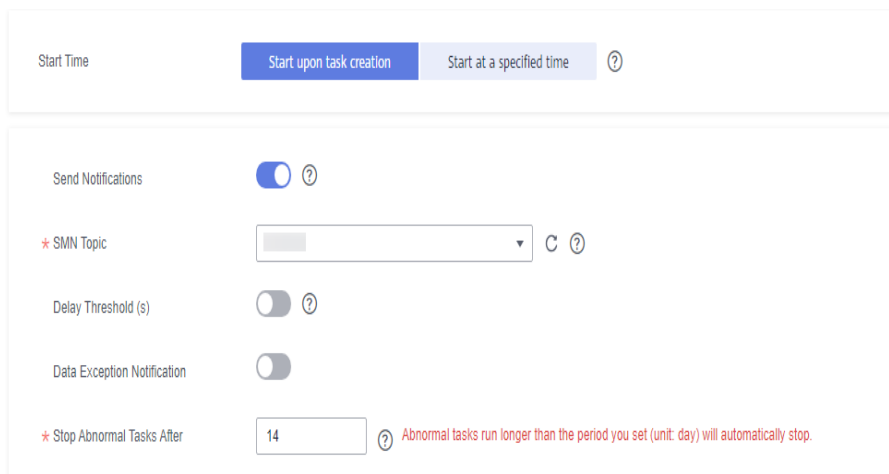 Start Time Start upon task creation Start at a specified time ?
Send Notifications ?
* SMN Topic ?
Delay Threshold (s) ?
Data Exception Notification
* Stop Abnormal Tasks After 14 ? Abnormal tasks run longer than the period you set (unit: day) will automatically stop.